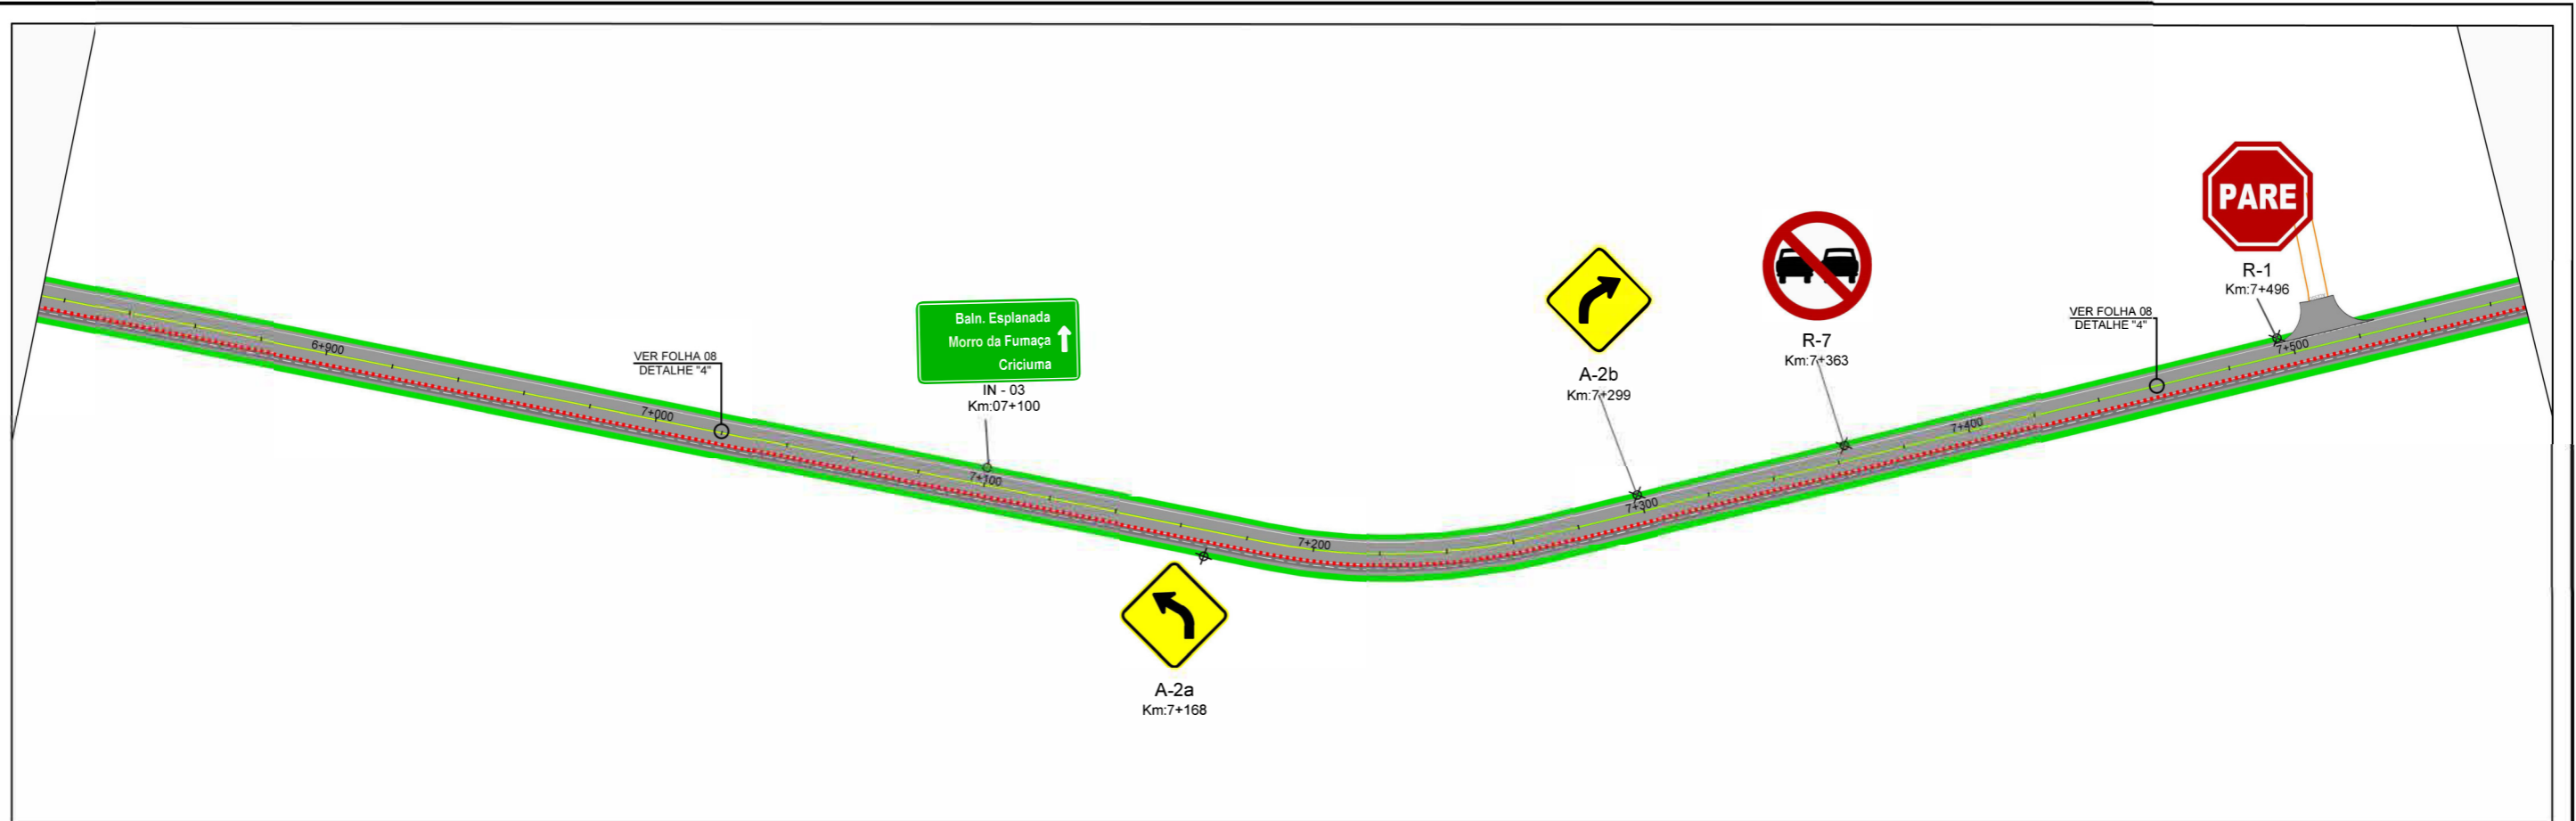 6+900
VER FOLHA 08
DETALHE "4"
7+000
Baln. Esplanada
Morro da Fumaça
Criciuma
IN - 03
Km:07+100
7+100
A-2a
Km:7+168
7+200
A-2b
Km:7+299
7+300
R-7
Km:7+363
7+400
VER FOLHA 08
DETALHE "4"
PARE
R-1
Km:7+496
7+500